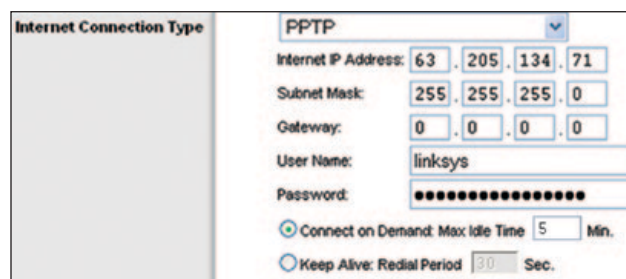 Internet Connection Type PPTP
Internet IP Address: 63 . 205 . 134 . 71
Subnet Mask: 255 . 255 . 255 . 0
Gateway: 0 . 0 . 0 . 0
User Name: linksys
Password: ●●●●●●●●●●●●●●●●
Connect on Demand: Max Idle Time 5 Min.
Keep Alive: Redial Period 30 Sec.